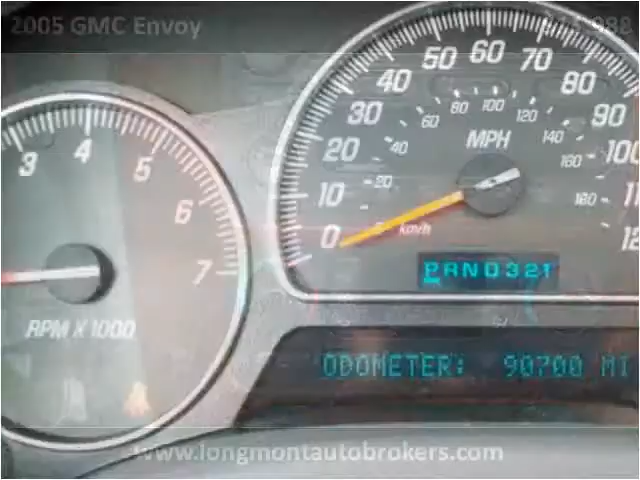 2005 GMC Envoy
50 60 70
40 80
30 60 80 100 120 90
20 40 MPH 140 100
160
10 20 180
0 km/h
3 4 5 6 7
RPM X 1000
PRND321
ODOMETER: 90700 MI
www.longmontautobrokers.com